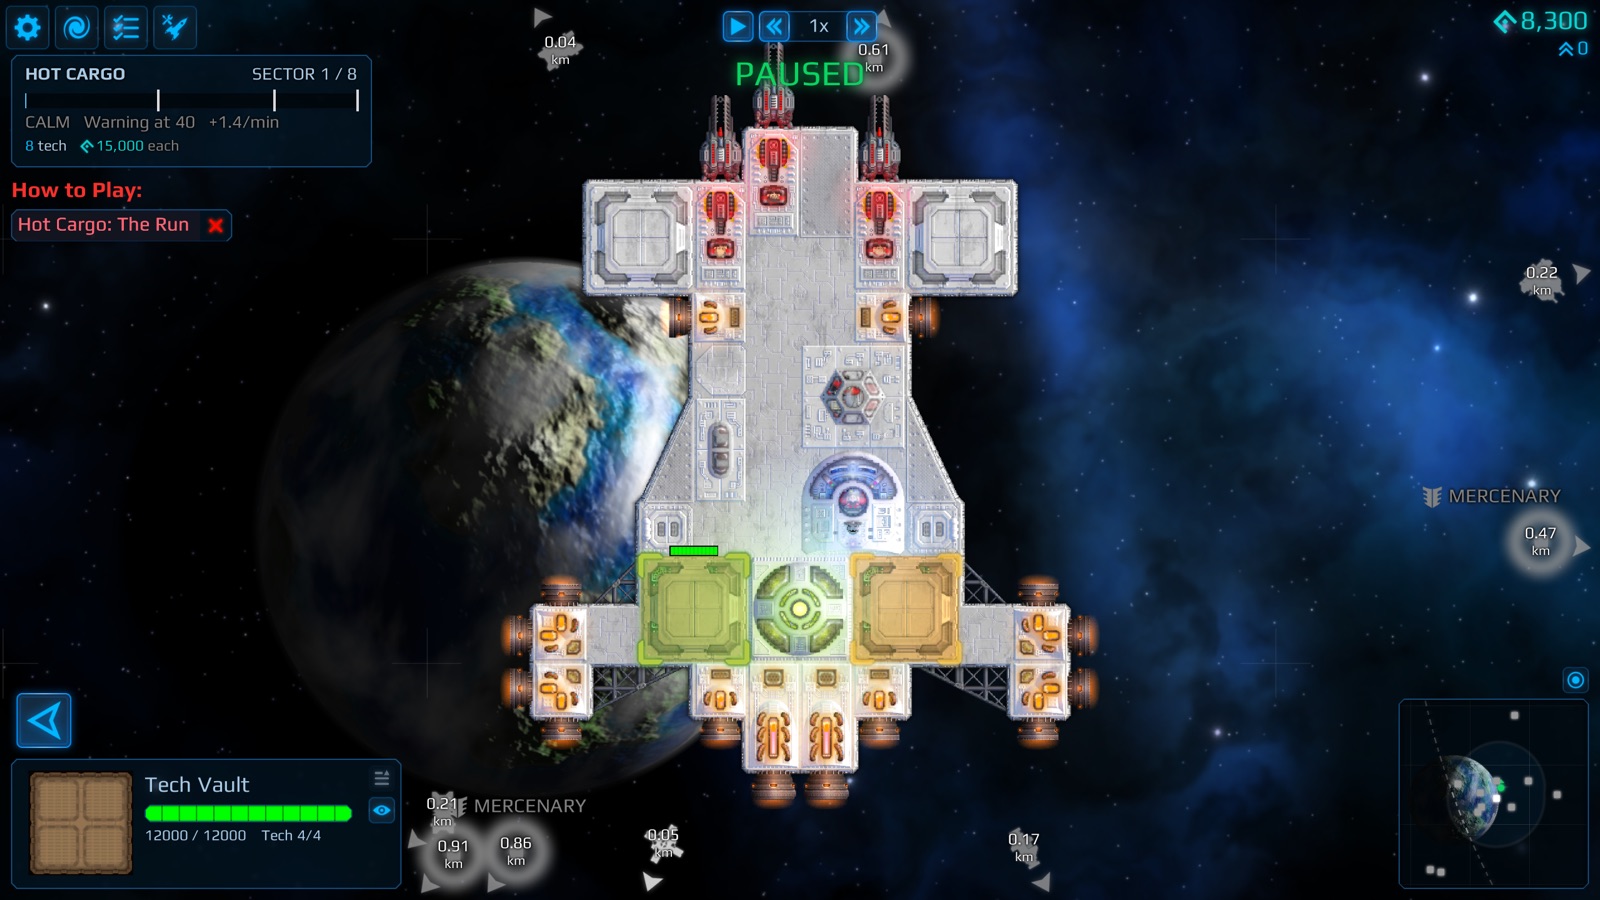 1x
8,300
0
PAUSED
HOT CARGO
SECTOR 1 / 8
CALM Warning at 40 +1.4/min
8 tech 15,000 each
How to Play:
Hot Cargo: The Run
0.04
km
0.61
km
0.22
km
MERCENARY
0.47
km
Tech Vault
12000 / 12000 Tech 4/4
0.21
km
MERCENARY
0.91
km
0.86
km
0.05
km
0.17
km